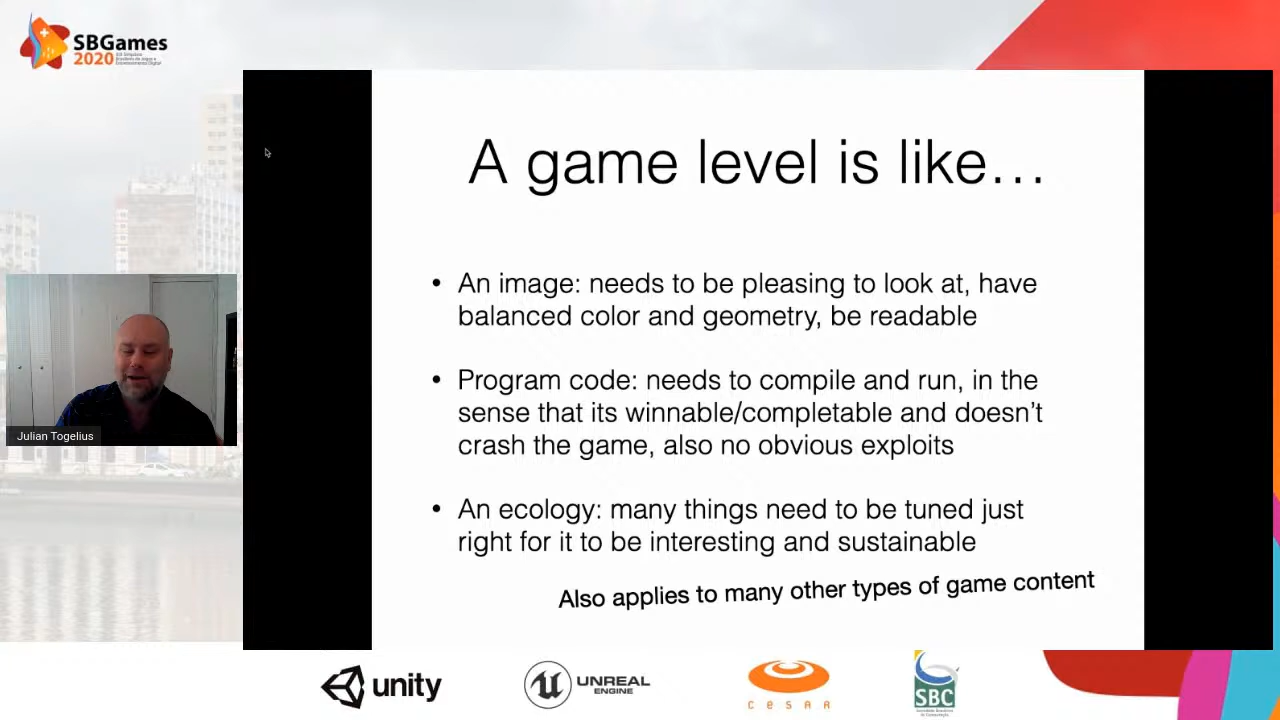 SBGames
2020
A game level is like…
• An image: needs to be pleasing to look at, have
balanced color and geometry, be readable
• Program code: needs to compile and run, in the
sense that its winnable/completable and doesn’t
crash the game, also no obvious exploits
• An ecology: many things need to be tuned just
right for it to be interesting and sustainable
Also applies to many other types of game content
Julian Togelius
unity
UNREAL
ENGINE
CESAR
SBC